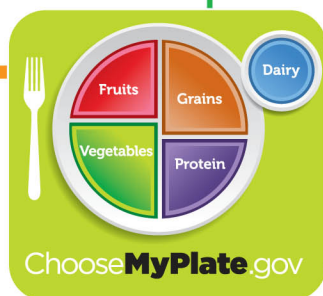 Fruits
Grains
Dairy
Vegetables
Protein
ChooseMyPlate.gov